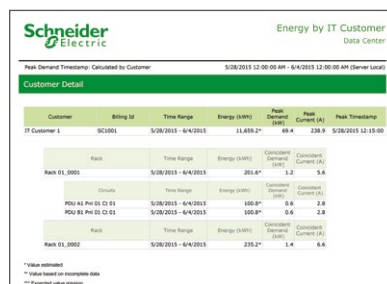 Schneider
Electric
Energy by IT Customer
Data Center
Peak Demand Timestamp: Calculated by Customer 5/28/2015 12:00:00 AM - 6/4/2015 12:00:00 AM (Server Local)
Customer Detail
Customer Billing Id Time Range Energy (kWh) Peak Demand (kW) Peak Current (A) Peak Timestamp
IT Customer 1 SC1001 5/28/2015 - 6/4/2015 11,659.2* 69.4 238.9 5/28/2015 12:15:00
Rack Time Range Energy (kWh) Coincident Demand (kW) Coincident Current (A)
Rack 01_0001 5/28/2015 - 6/4/2015 201.6* 1.2 5.6
Circuits Time Range Energy (kWh) Coincident Demand (kW) Coincident Current (A)
PDU A1 Pnl 01 Ct 01 5/28/2015 - 6/4/2015 100.8* 0.6 2.8
PDU B1 Pnl 01 Ct 01 5/28/2015 - 6/4/2015 100.8* 0.6 2.8
Rack Time Range Energy (kWh) Coincident Demand (kW) Coincident Current (A)
Rack 01_0002 5/28/2015 - 6/4/2015 235.2* 1.4 6.6
* Value estimated
** Value based on incomplete data
*** Expected value missing